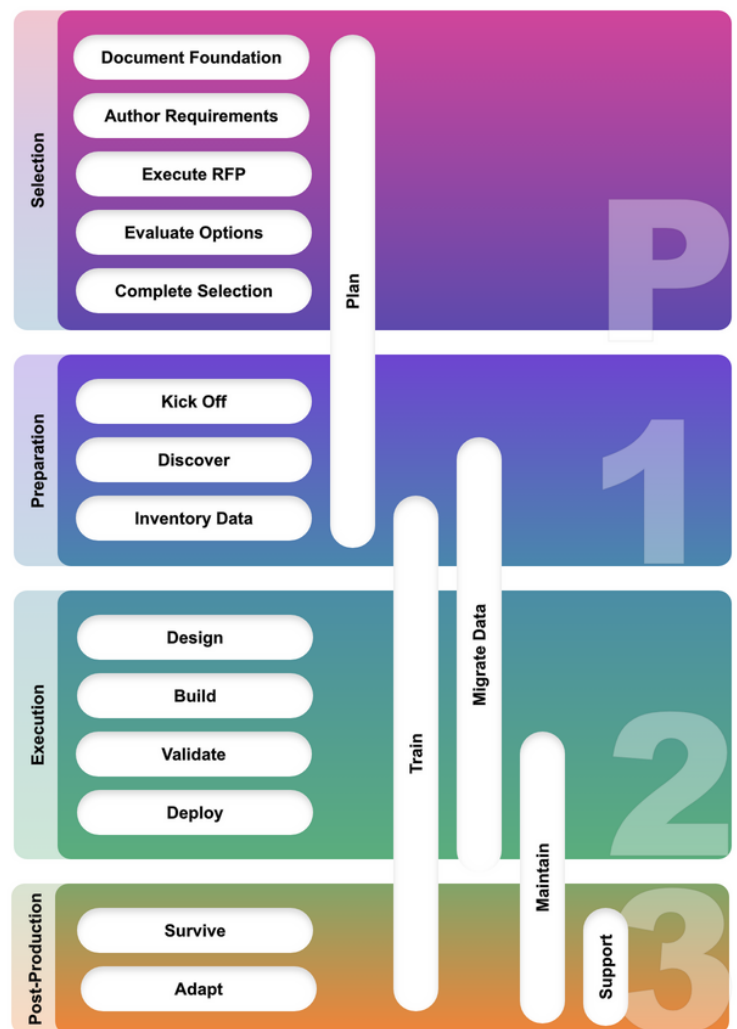 Selection
Document Foundation
Author Requirements
Execute RFP
Evaluate Options
Complete Selection
Plan
P
Preparation
Kick Off
Discover
Inventory Data
1
Execution
Design
Build
Validate
Deploy
Train
Migrate Data
2
Post-Production
Survive
Adapt
Maintain
Support
3